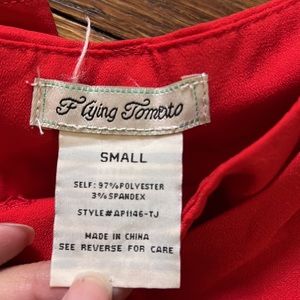 Flying Tomato
SMALL
SELF: 97%POLYESTER
3%SPANDEX
STYLE#AP1146-TJ
MADE IN CHINA
SEE REVERSE FOR CARE